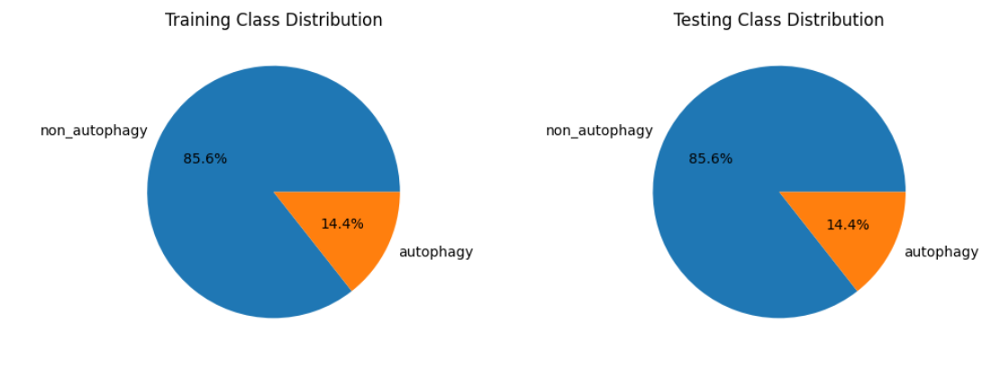 Training Class Distribution
non_autophagy
85.6%
14.4%
autophagy
Testing Class Distribution
non_autophagy
85.6%
14.4%
autophagy